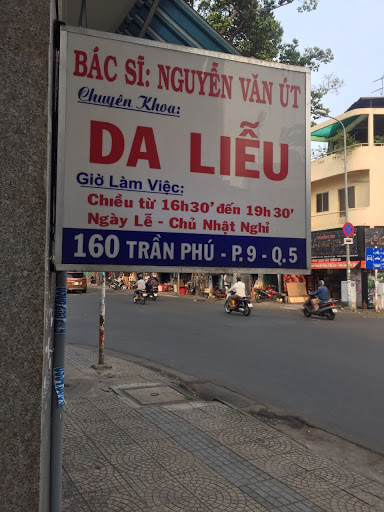 BÁC SĨ: NGUYỄN VĂN ÚT
Chuyên Khoa:
DA LIỄU
Giờ Làm Việc:
Chiều từ 16h30' đến 19h30'
Ngày Lễ - Chủ Nhật Nghỉ
160 TRẦN PHÚ - P.9 - Q.5